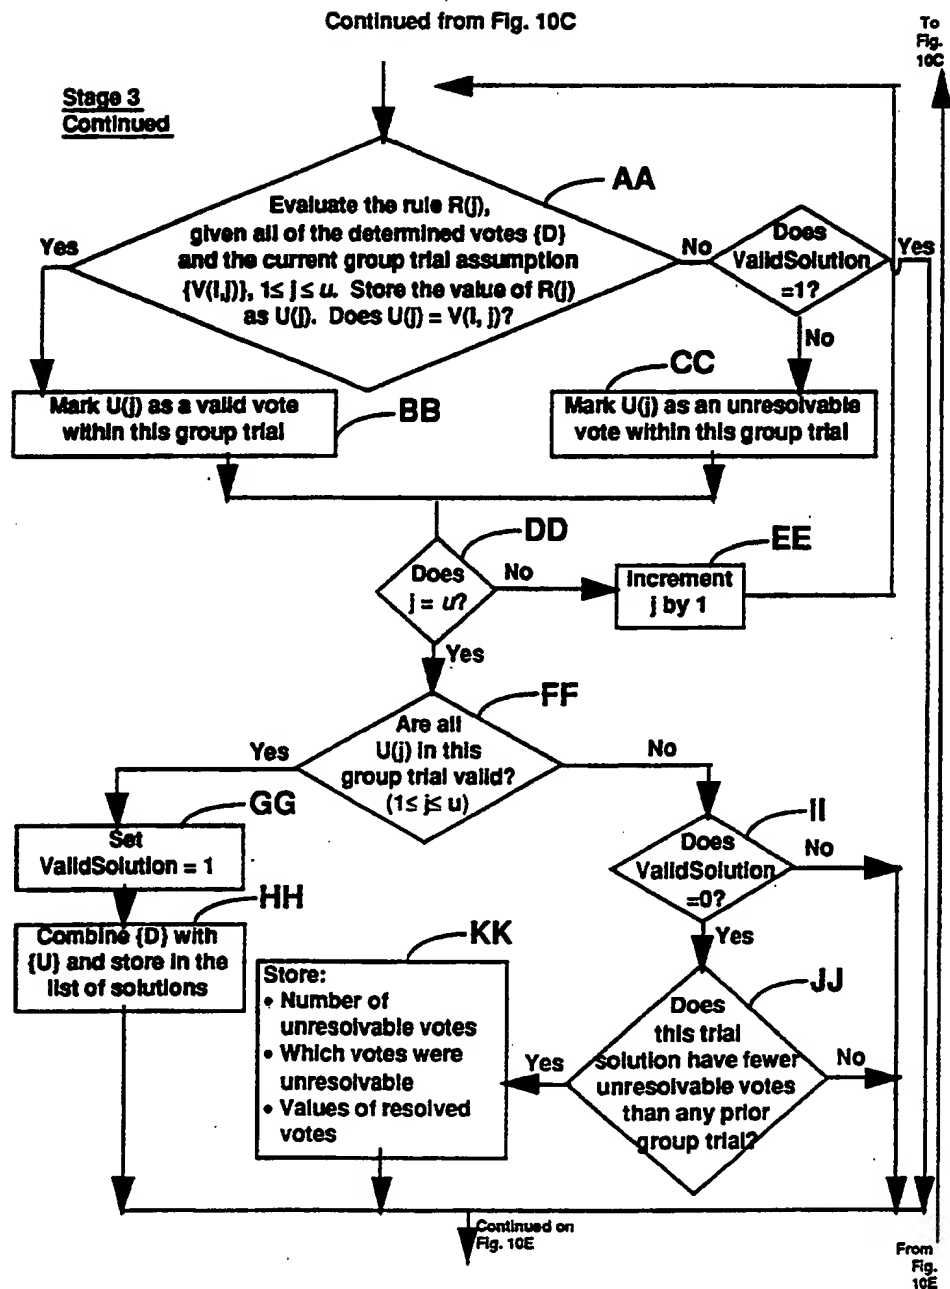 Continued from Fig. 10C
To
Fig.
10C
Stage 3
Continued
AA
Evaluate the rule R(j),
given all of the determined votes {D}
and the current group trial assumption
{V(i,j)}, 1≤ j ≤ u. Store the value of R(j)
as U(j). Does U(j) = V(i, j)?
Yes
No
Does
ValidSolution
=1?
Yes
No
Mark U(j) as a valid vote
within this group trial
BB
CC
Mark U(j) as an unresolvable
vote within this group trial
DD
Does
j = u?
No
EE
Increment
j by 1
Yes
FF
Are all
U(j) in this
group trial valid?
(1≤ j≤ u)
Yes
No
GG
Set
ValidSolution = 1
II
Does
ValidSolution
=0?
No
Yes
HH
Combine {D} with
{U} and store in the
list of solutions
KK
Store:
• Number of
unresolvable votes
• Which votes were
unresolvable
• Values of resolved
votes
JJ
Does
this trial
solution have fewer
unresolvable votes
than any prior
group trial?
Yes
No
Continued on
Fig. 10E
From
Fig.
10E